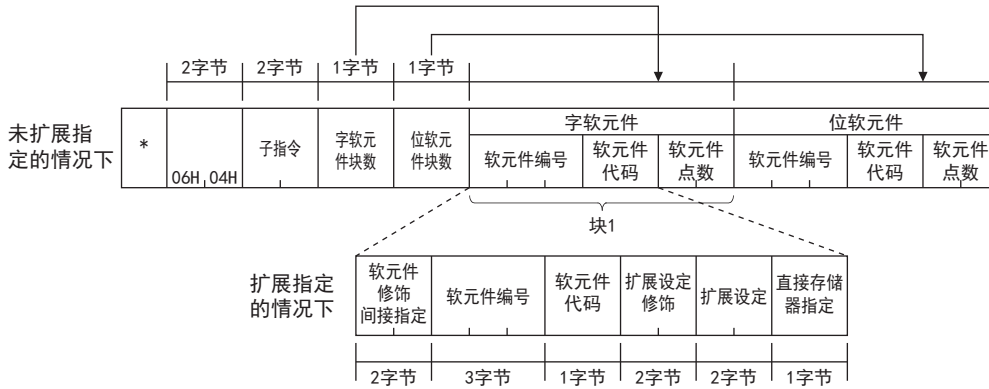 2字节 2字节 1字节 1字节
未扩展指
定的情况下
*
06H 04H
子指令
字软元
件块数
位软元
件块数
字软元件
软元件编号
软元件
代码
软元件
点数
位软元件
软元件编号
软元件
代码
软元件
点数
块1
扩展指定
的情况下
软元件
修饰
间接指定
软元件编号
软元件
代码
扩展设定
修饰
扩展设定
直接存储
器指定
2字节 3字节 1字节 2字节 2字节 1字节